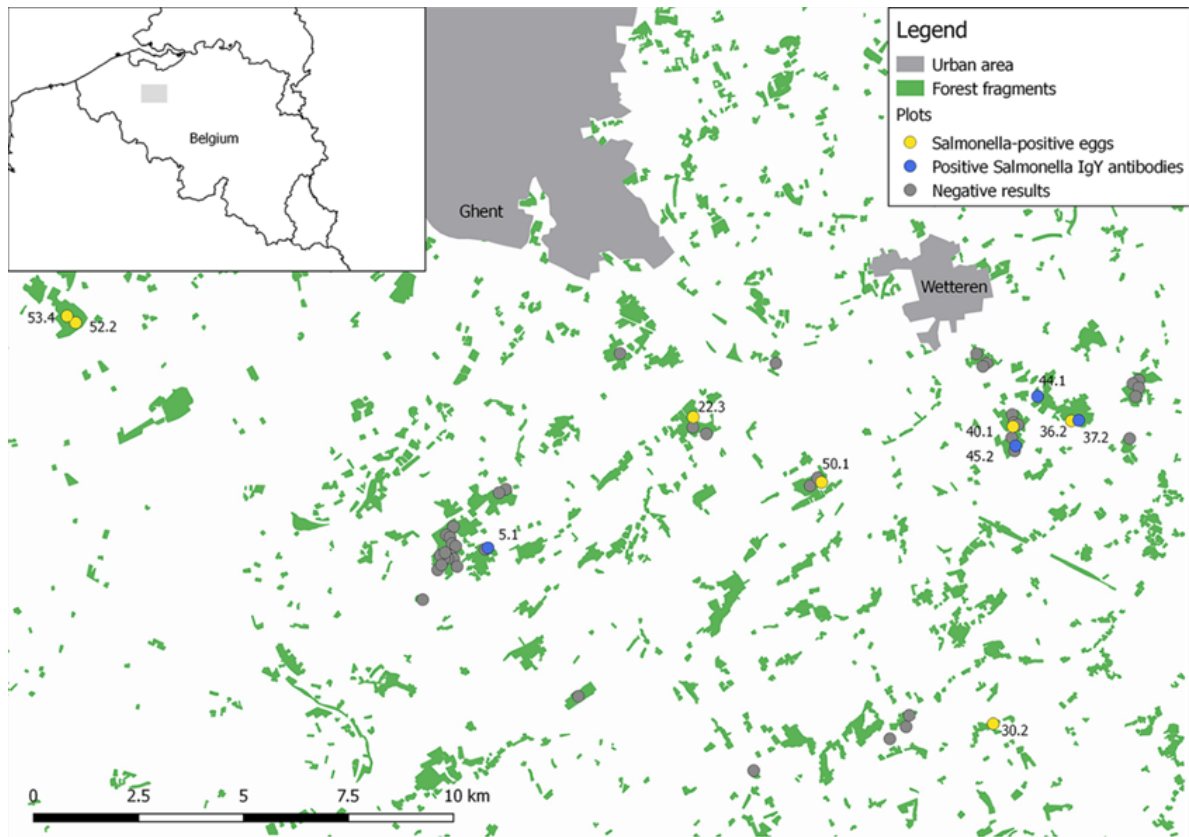 Belgium
Ghent
Wetteren
Legend
Urban area
Forest fragments
Plots
Salmonella-positive eggs
Positive Salmonella IgY antibodies
Negative results
53.4
52.2
22.3
44.1
40.1
36.2
37.2
45.2
50.1
5.1
30.2
0 2.5 5 7.5 10 km